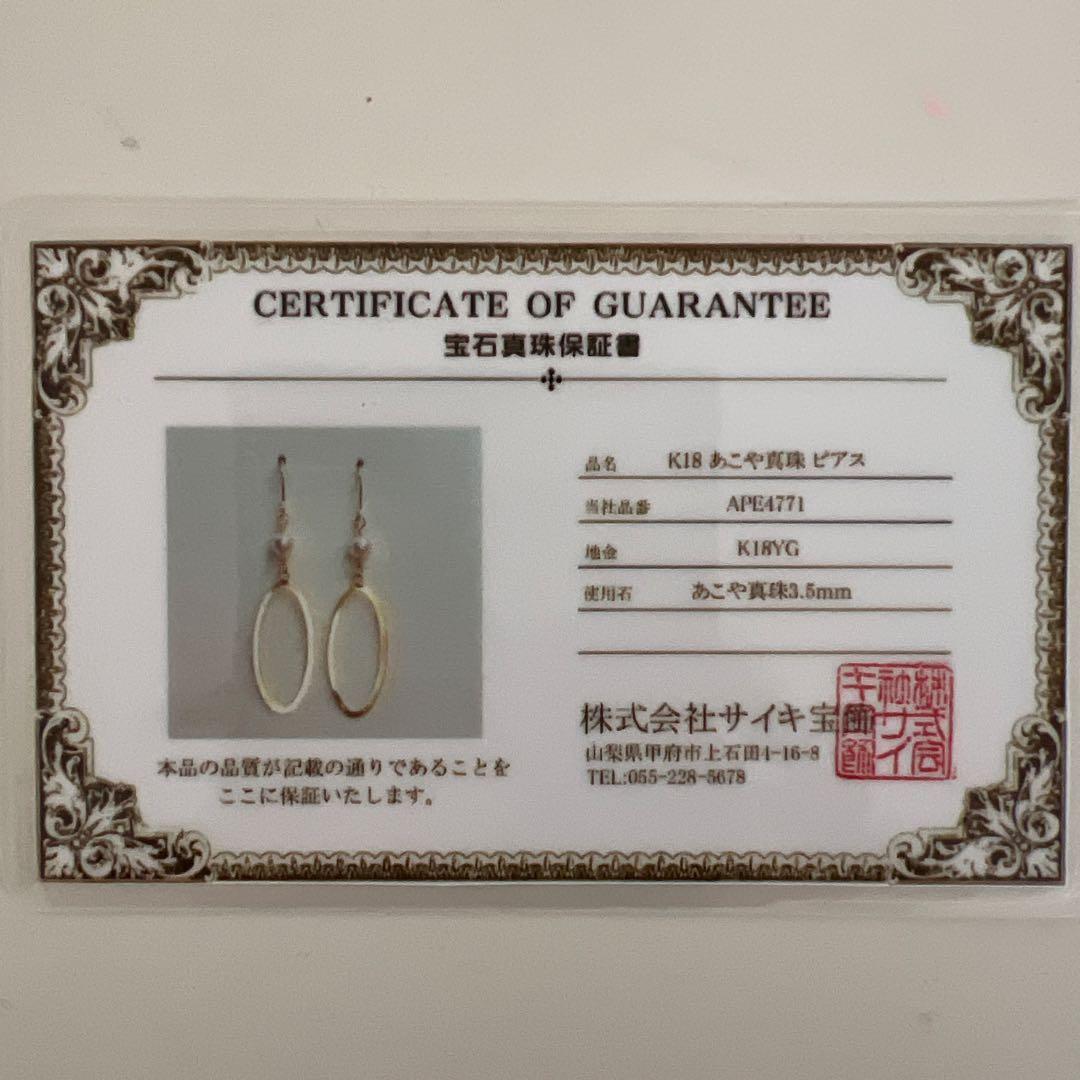 CERTIFICATE OF GUARANTEE
宝石真珠保証書
品名 K18 あこや真珠 ピアス
当社品番 APE4771
地金 K18YG
使用石 あこや真珠3.5mm
本品の品質が記載の通りであることを
ここに保証いたします。
株式会社サイキ宝飾
山梨県甲府市上石田4-16-8
TEL:055-228-5678